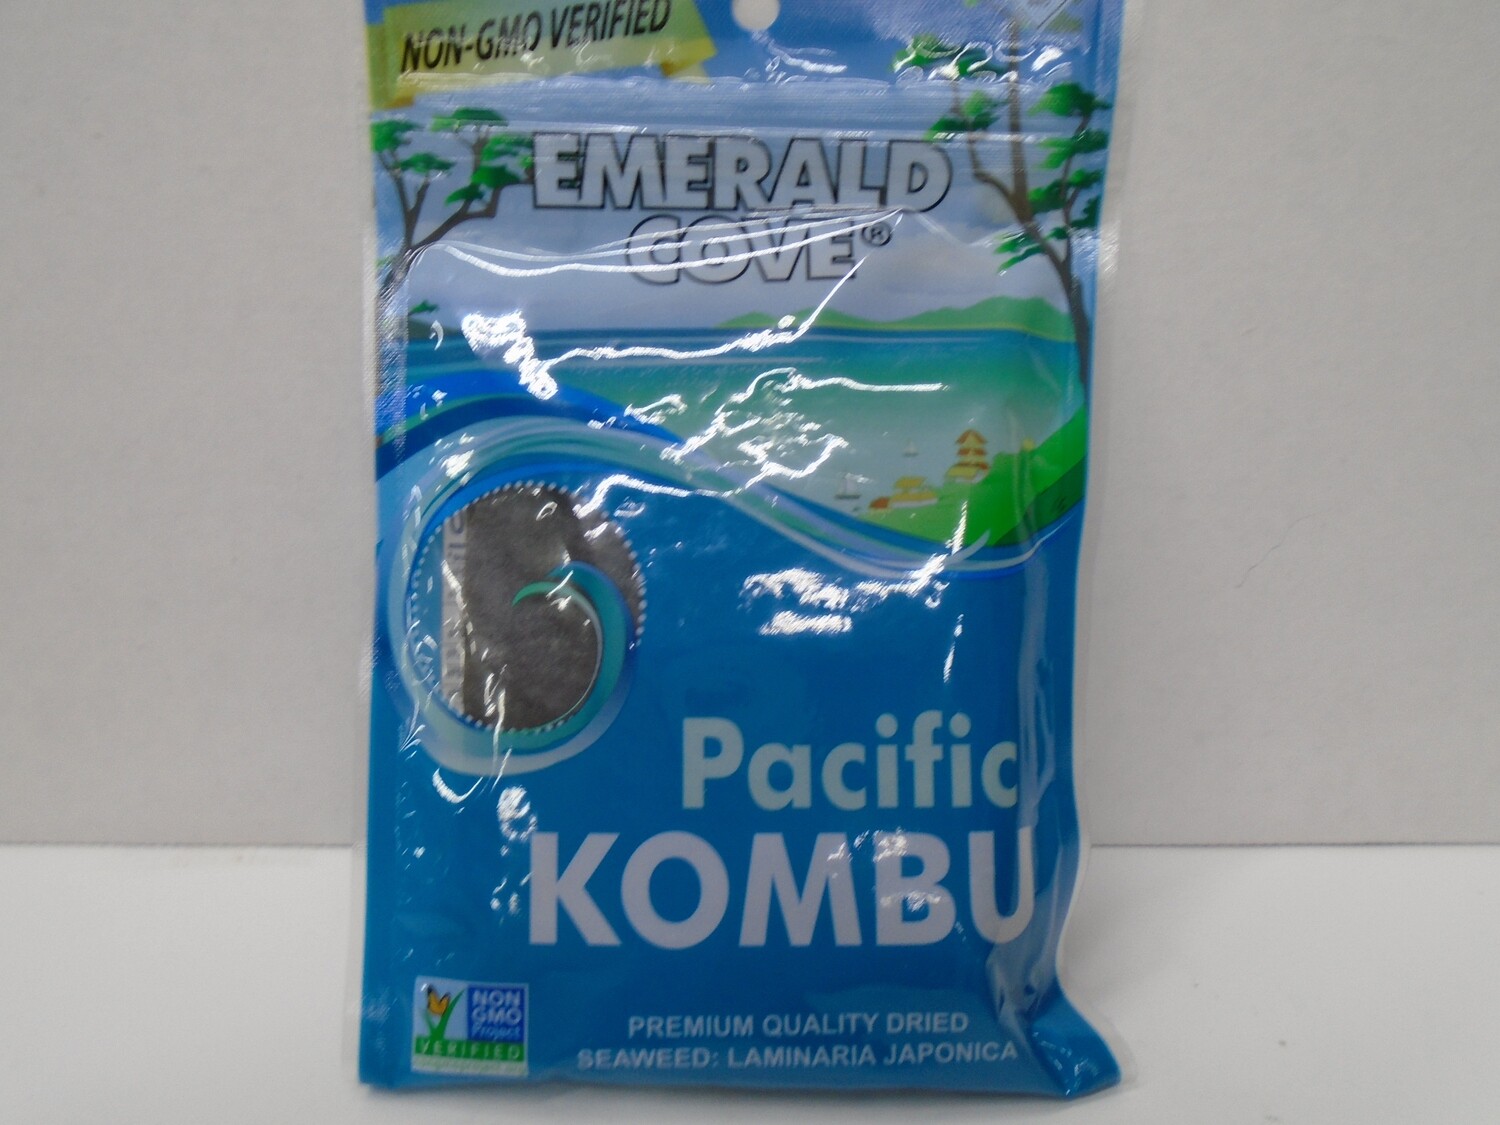 NON-GMO VERIFIED
EMERALD
COVE®
Pacific
KOMBU
NON
GMO
Project
VERIFIED
PREMIUM QUALITY DRIED
SEAWEED: LAMINARIA JAPONICA